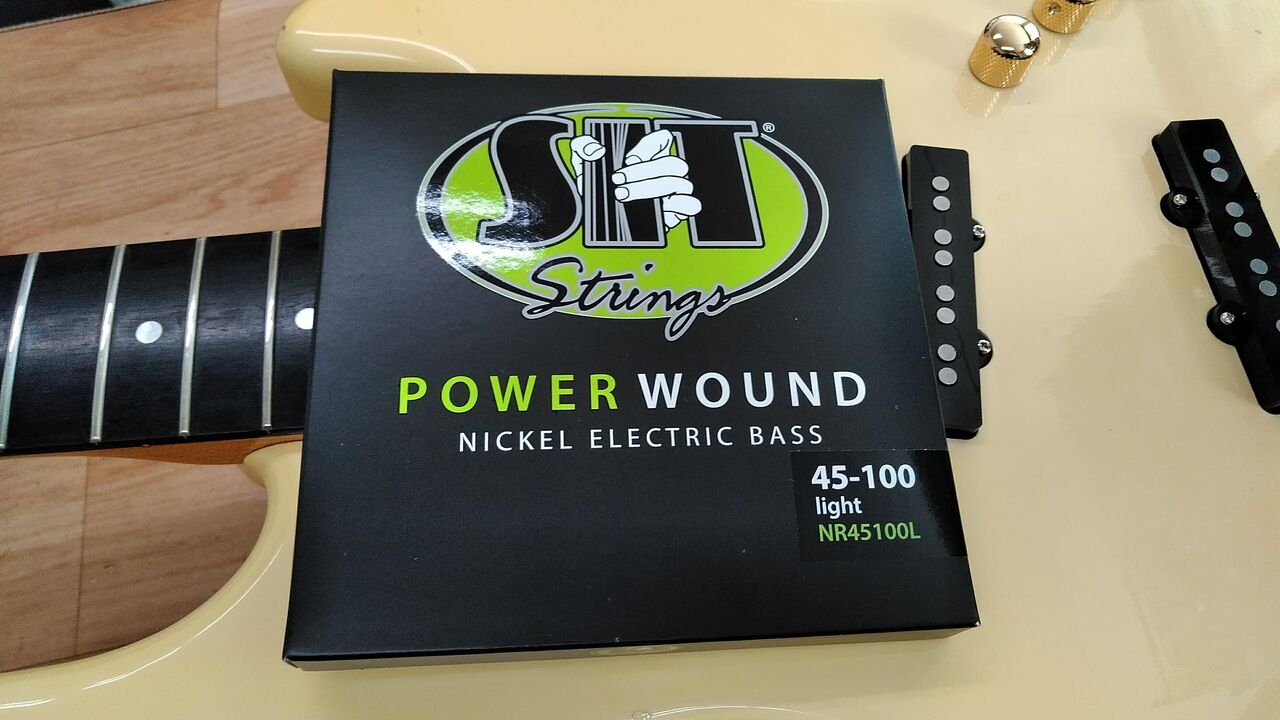 SIT®
Strings
POWER WOUND
NICKEL ELECTRIC BASS
45-100
light
NR45100L